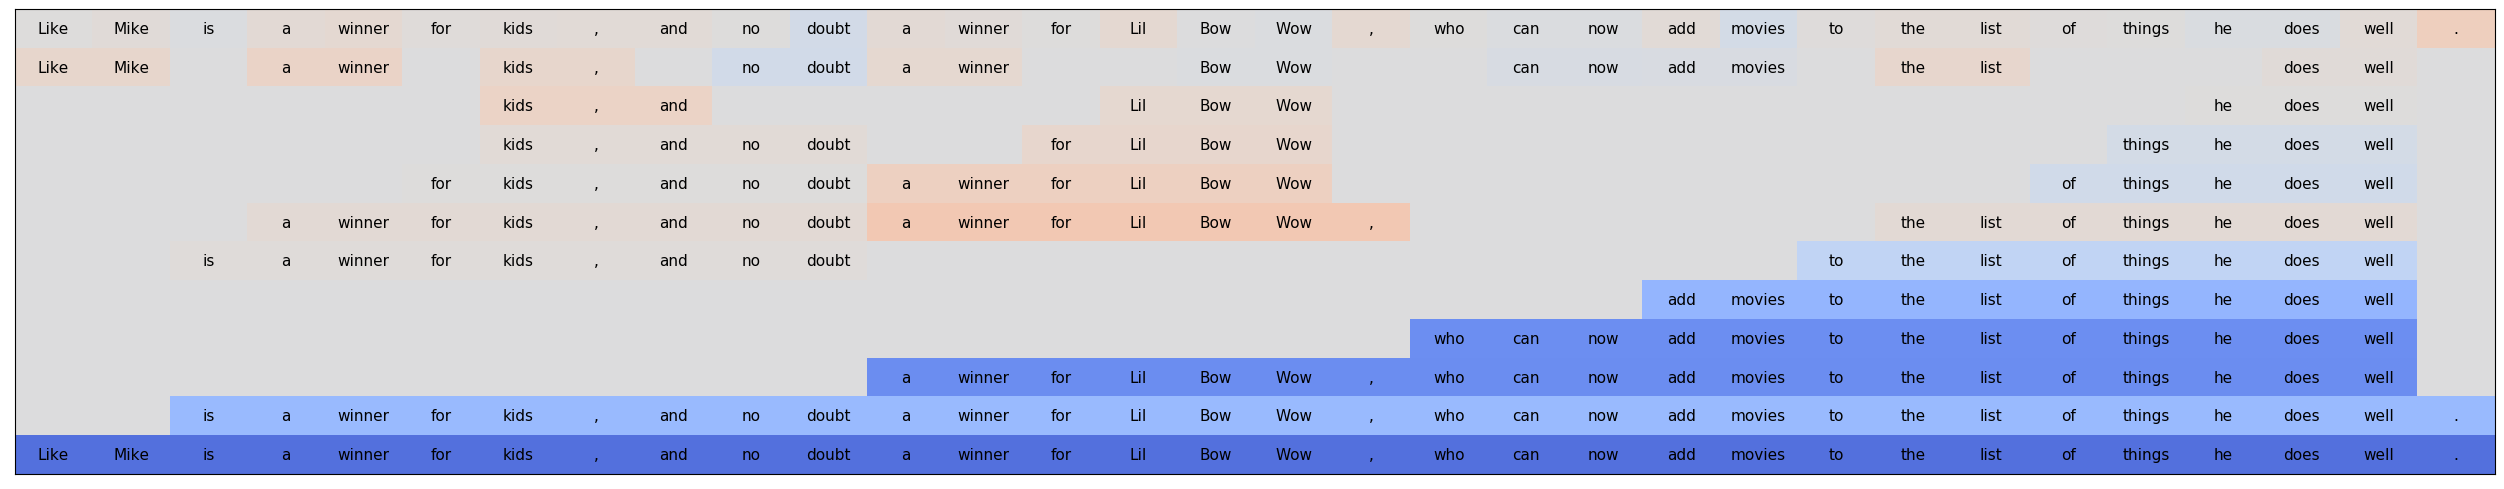 Like Mike is a winner for kids , and no doubt a winner for Lil Bow Wow , who can now add movies to the list of things he does well .
Like Mike a winner kids , no doubt a winner Bow Wow can now add movies the list does well
kids , and Lil Bow Wow he does well
kids , and no doubt for Lil Bow Wow things he does well
for kids , and no doubt a winner for Lil Bow Wow of things he does well
a winner for kids , and no doubt a winner for Lil Bow Wow , the list of things he does well
is a winner for kids , and no doubt to the list of things he does well
add movies to the list of things he does well
who can now add movies to the list of things he does well
a winner for Lil Bow Wow , who can now add movies to the list of things he does well
is a winner for kids , and no doubt a winner for Lil Bow Wow , who can now add movies to the list of things he does well .
Like Mike is a winner for kids , and no doubt a winner for Lil Bow Wow , who can now add movies to the list of things he does well .